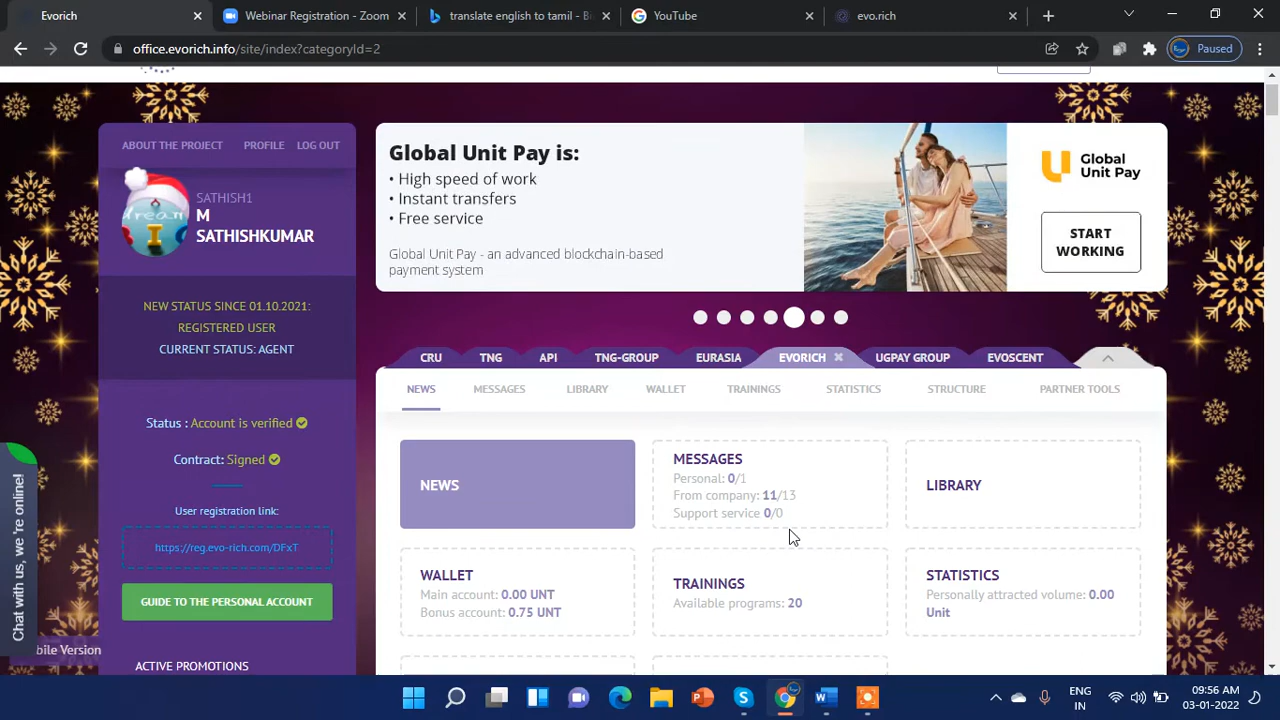 Evorich
Webinar Registration - Zoom
translate english to tamil - Bi
YouTube
evo.rich
office.evorich.info/site/index?categoryId=2
Paused
ABOUT THE PROJECT
PROFILE
LOG OUT
SATHISH1
M
SATHISHKUMAR
NEW STATUS SINCE 01.10.2021:
REGISTERED USER
CURRENT STATUS: AGENT
Status : Account is verified
Contract: Signed
User registration link:
https://reg.evo-rich.com/DFxT
GUIDE TO THE PERSONAL ACCOUNT
ACTIVE PROMOTIONS
Chat with us, we're online!
bile Version
Global Unit Pay is:
• High speed of work
• Instant transfers
• Free service
Global Unit Pay - an advanced blockchain-based
payment system
Global
Unit Pay
START
WORKING
CRU
TNG
API
TNG-GROUP
EURASIA
EVORICH
UGPAY GROUP
EVOSCENT
NEWS
MESSAGES
LIBRARY
WALLET
TRAININGS
STATISTICS
STRUCTURE
PARTNER TOOLS
NEWS
MESSAGES
Personal: 0/1
From company: 11/13
Support service 0/0
LIBRARY
WALLET
Main account: 0.00 UNT
Bonus account: 0.75 UNT
TRAININGS
Available programs: 20
STATISTICS
Personally attracted volume: 0.00
Unit
ENG
IN
09:56 AM
03-01-2022